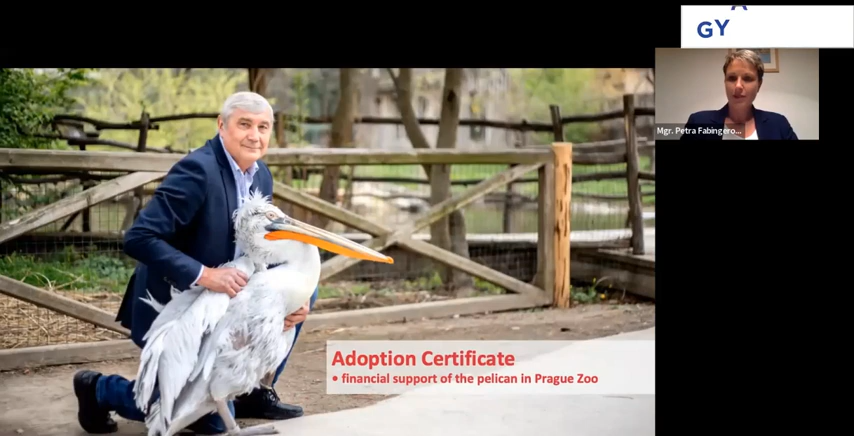 GY
Mgr. Petra Fabingero...
Adoption Certificate
• financial support of the pelican in Prague Zoo